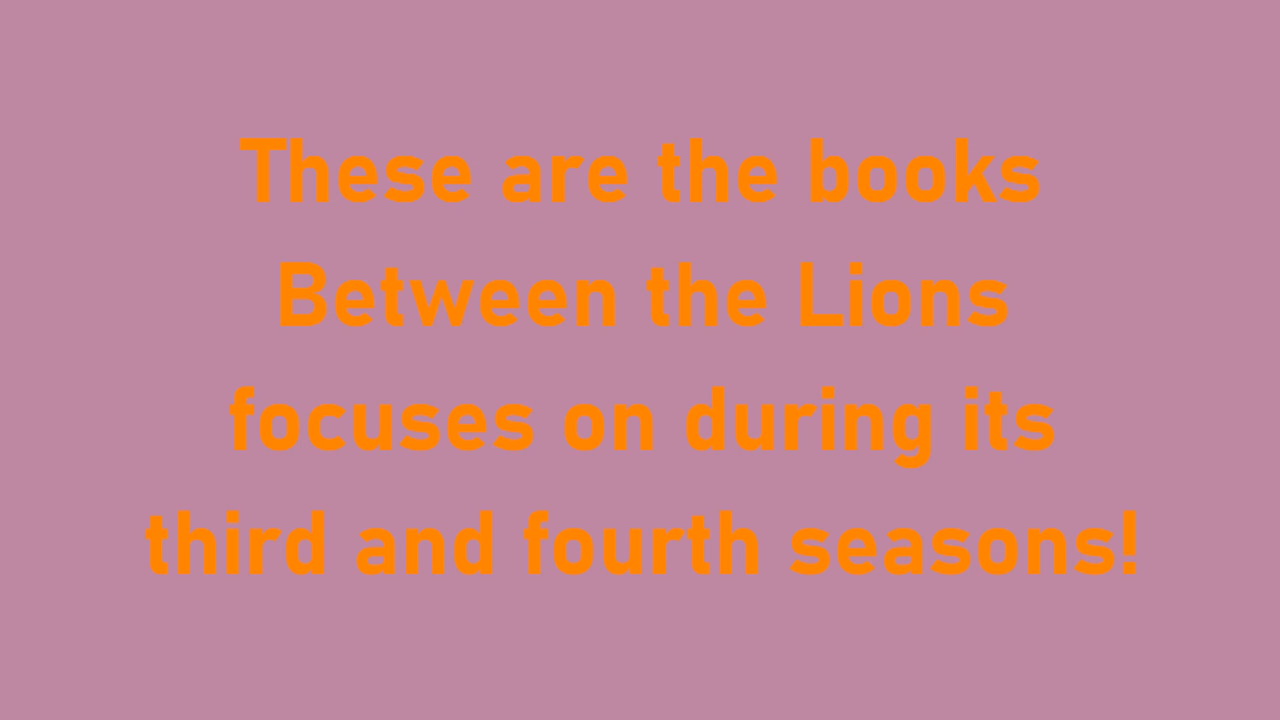 These are the books
Between the Lions
focuses on during its
third and fourth seasons!